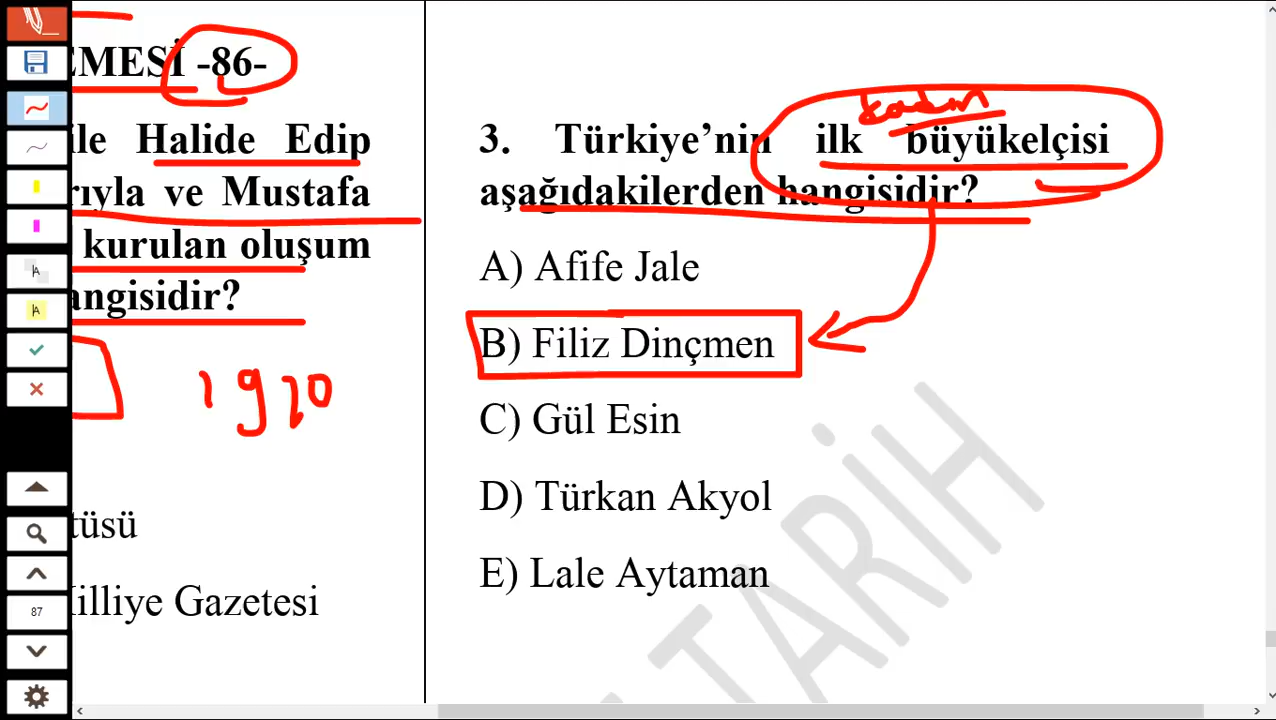 EMESİ -86-
ile Halide Edip
rıyla ve Mustafa
kurulan oluşum
angisidir?
1920
tüsü
Milliye Gazetesi
kadın
3. Türkiye’nin ilk büyükelçisi
aşağıdakilerden hangisidir?
A) Afife Jale
B) Filiz Dinçmen
C) Gül Esin
D) Türkan Akyol
E) Lale Aytaman
TARİH
87